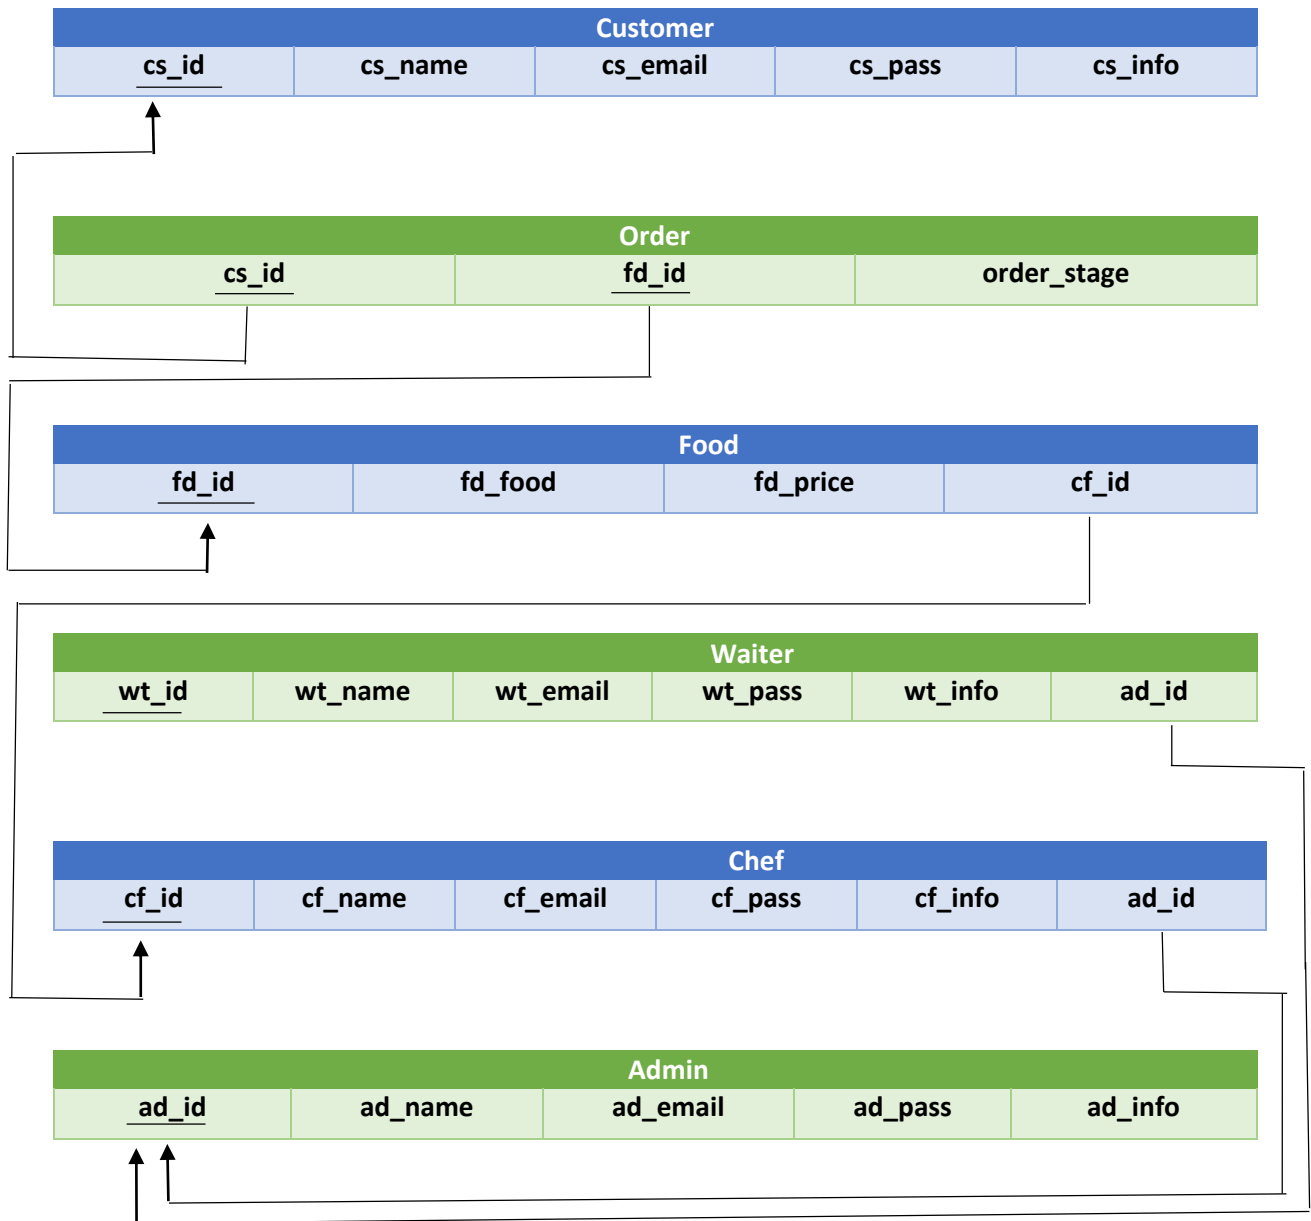 Customer
cs_id cs_name cs_email cs_pass cs_info
Order
cs_id fd_id order_stage
Food
fd_id fd_food fd_price cf_id
Waiter
wt_id wt_name wt_email wt_pass wt_info ad_id
Chef
cf_id cf_name cf_email cf_pass cf_info ad_id
Admin
ad_id ad_name ad_email ad_pass ad_info